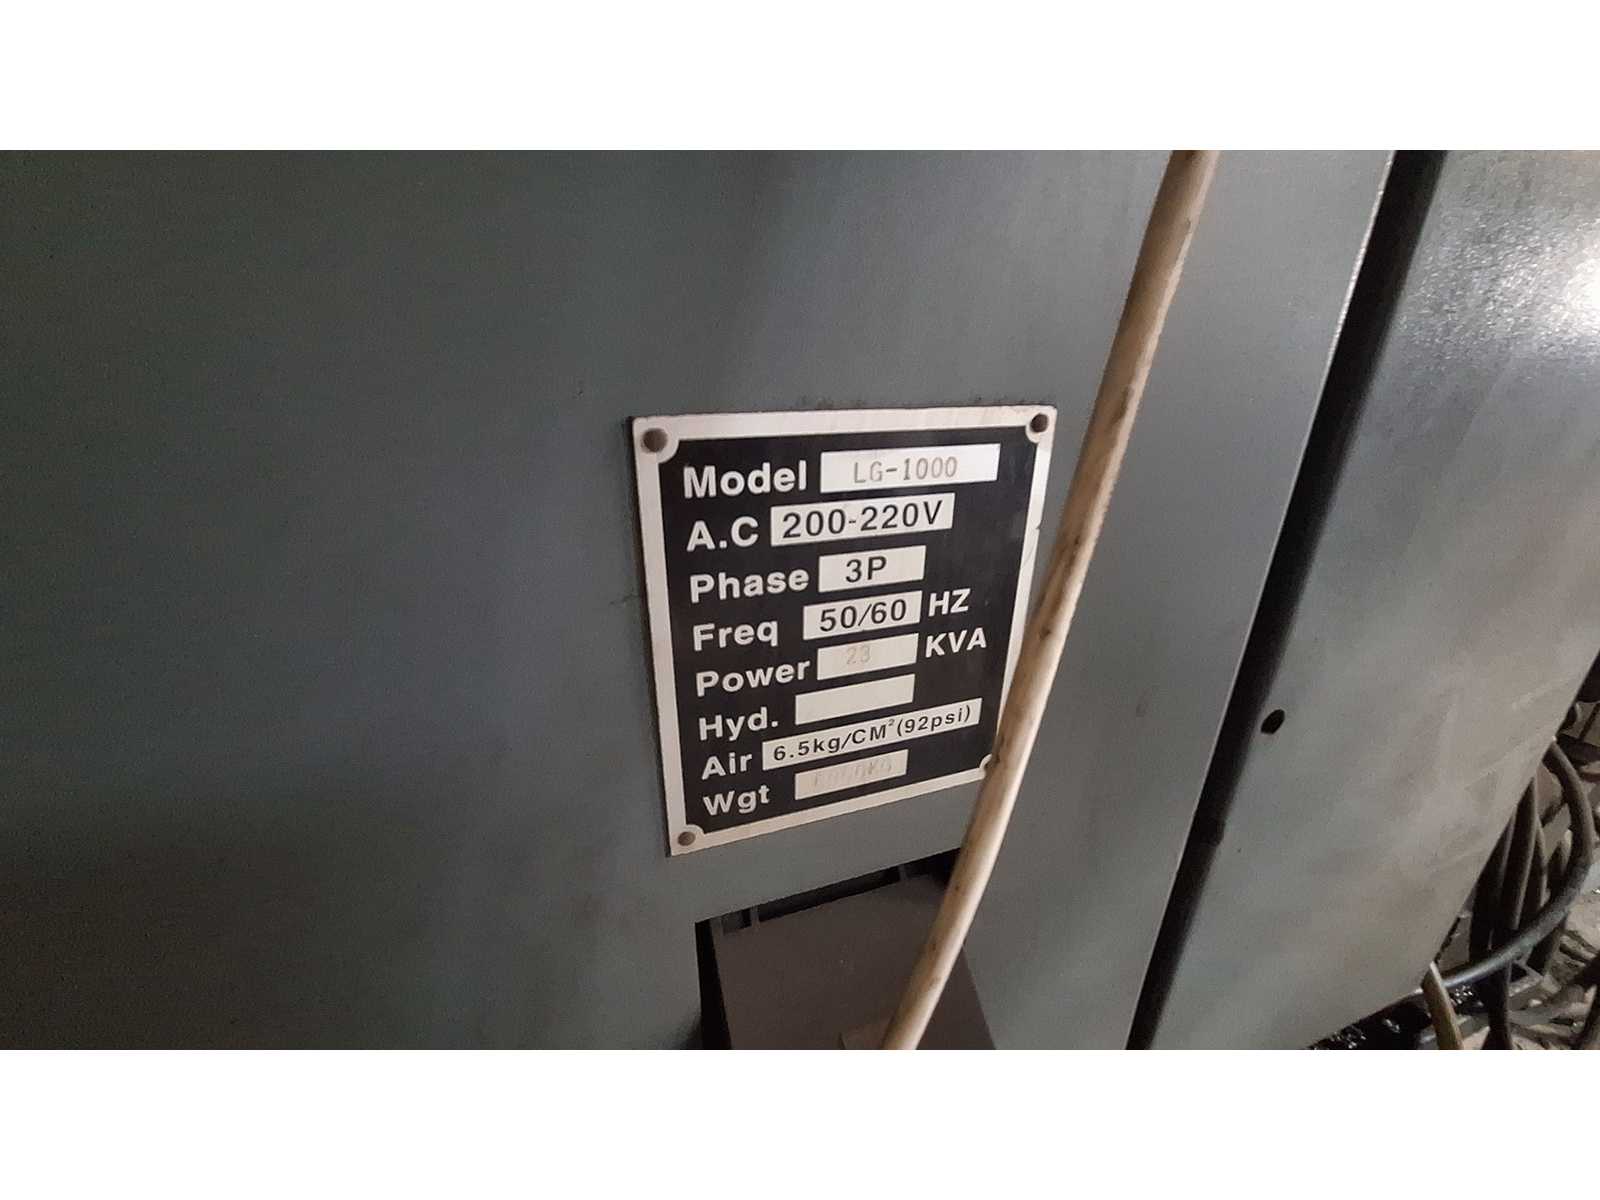 Model LG-1000
A.C 200-220V
Phase 3P
Freq 50/60 HZ
Power 23 KVA
Hyd.
Air 6.5kg/CM²(92psi)
Wgt